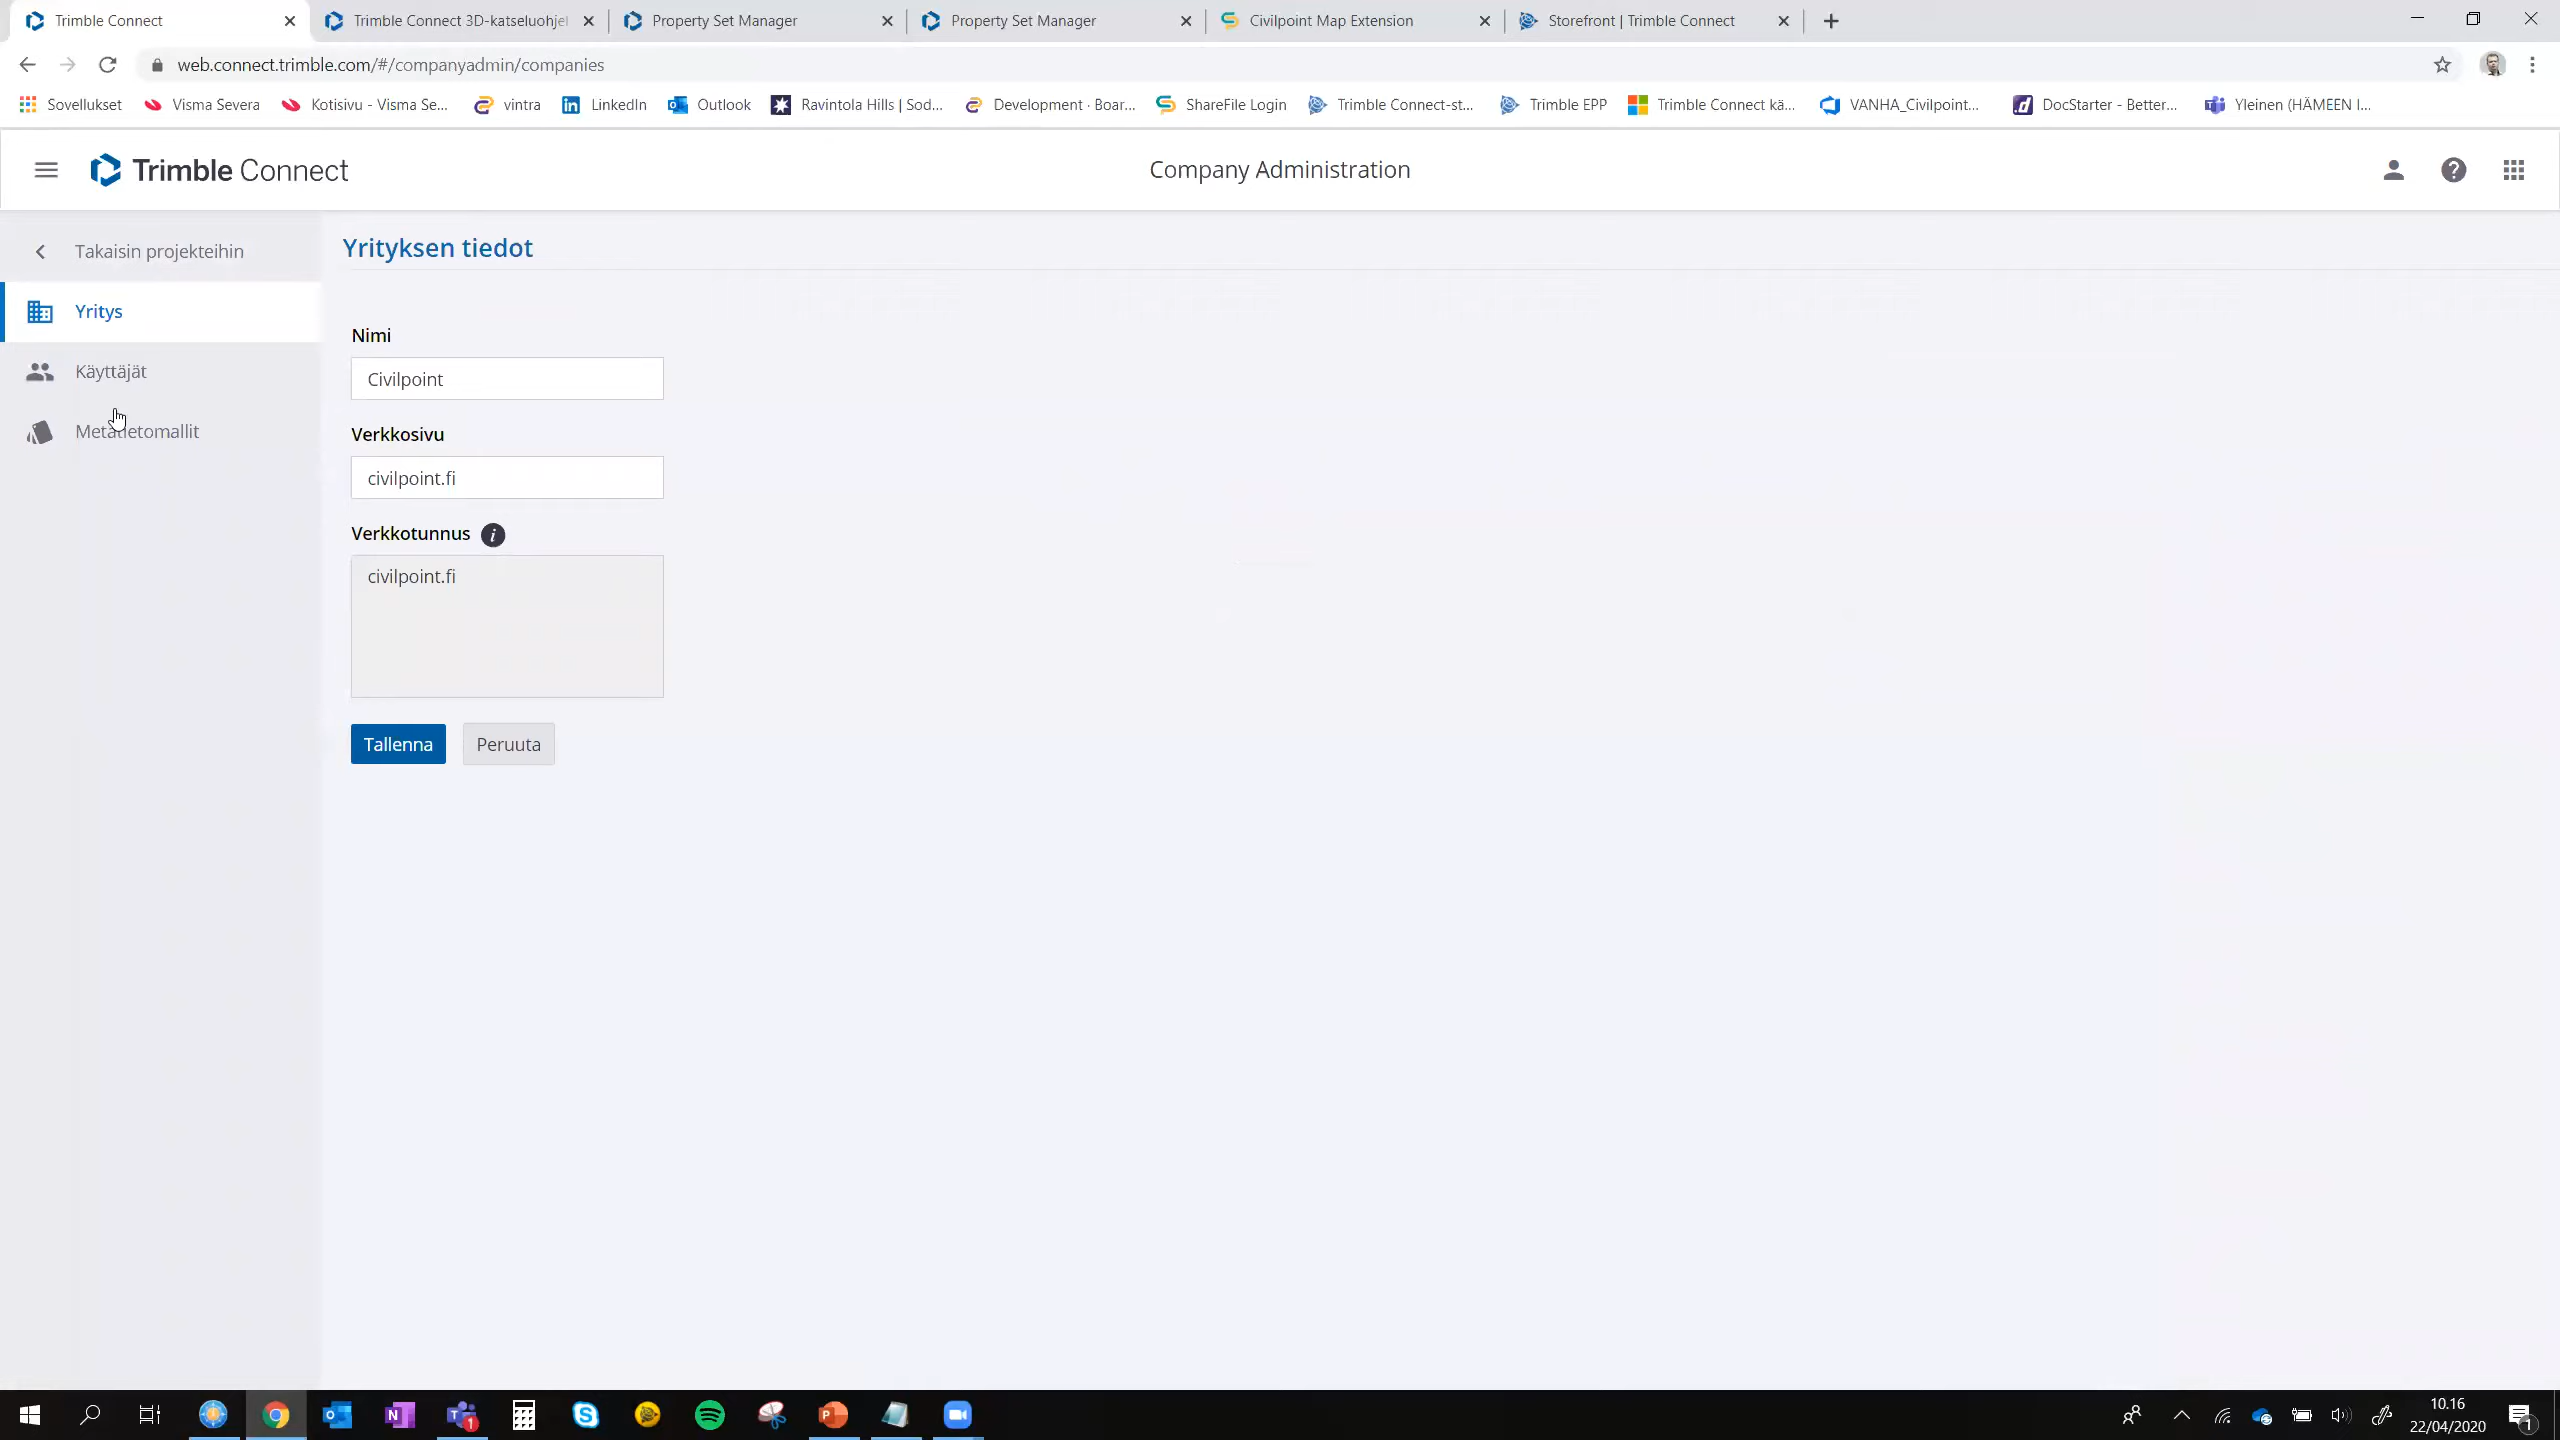 Trimble Connect
Trimble Connect 3D-katseluohjel
Property Set Manager
Property Set Manager
Civilpoint Map Extension
Storefront | Trimble Connect
web.connect.trimble.com/#/companyadmin/companies
Sovellukset
Visma Severa
Kotisivu - Visma Se...
vintra
LinkedIn
Outlook
Ravintola Hills | Sod...
Development · Boar...
ShareFile Login
Trimble Connect-st...
Trimble EPP
Trimble Connect kä...
VANHA_Civilpoint...
DocStarter - Better...
Yleinen (HÄMEEN I...
Trimble Connect
Company Administration
Takaisin projekteihin
Yritys
Käyttäjät
Metatietomallit
Yrityksen tiedot
Nimi
Civilpoint
Verkkosivu
civilpoint.fi
Verkkotunnus
civilpoint.fi
Tallenna
Peruuta
10.16
22/04/2020